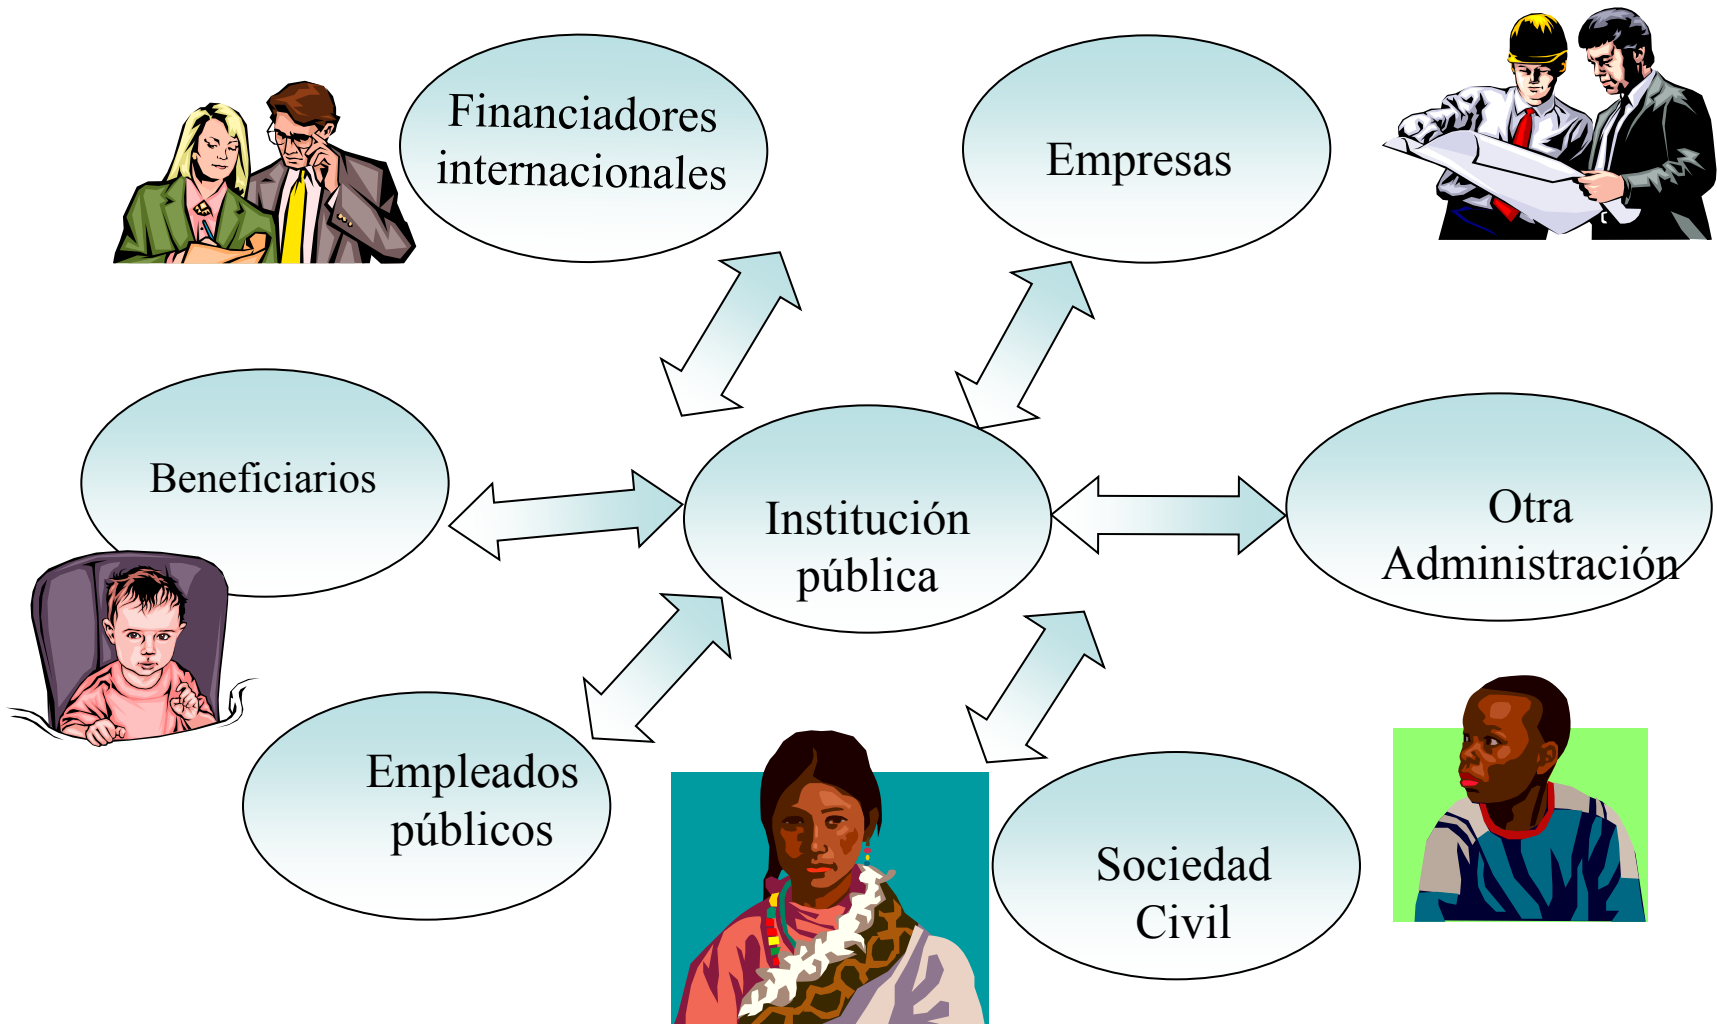 Financiadores
internacionales
Empresas
Beneficiarios
Institución
pública
Otra
Administración
Empleados
públicos
Sociedad
Civil